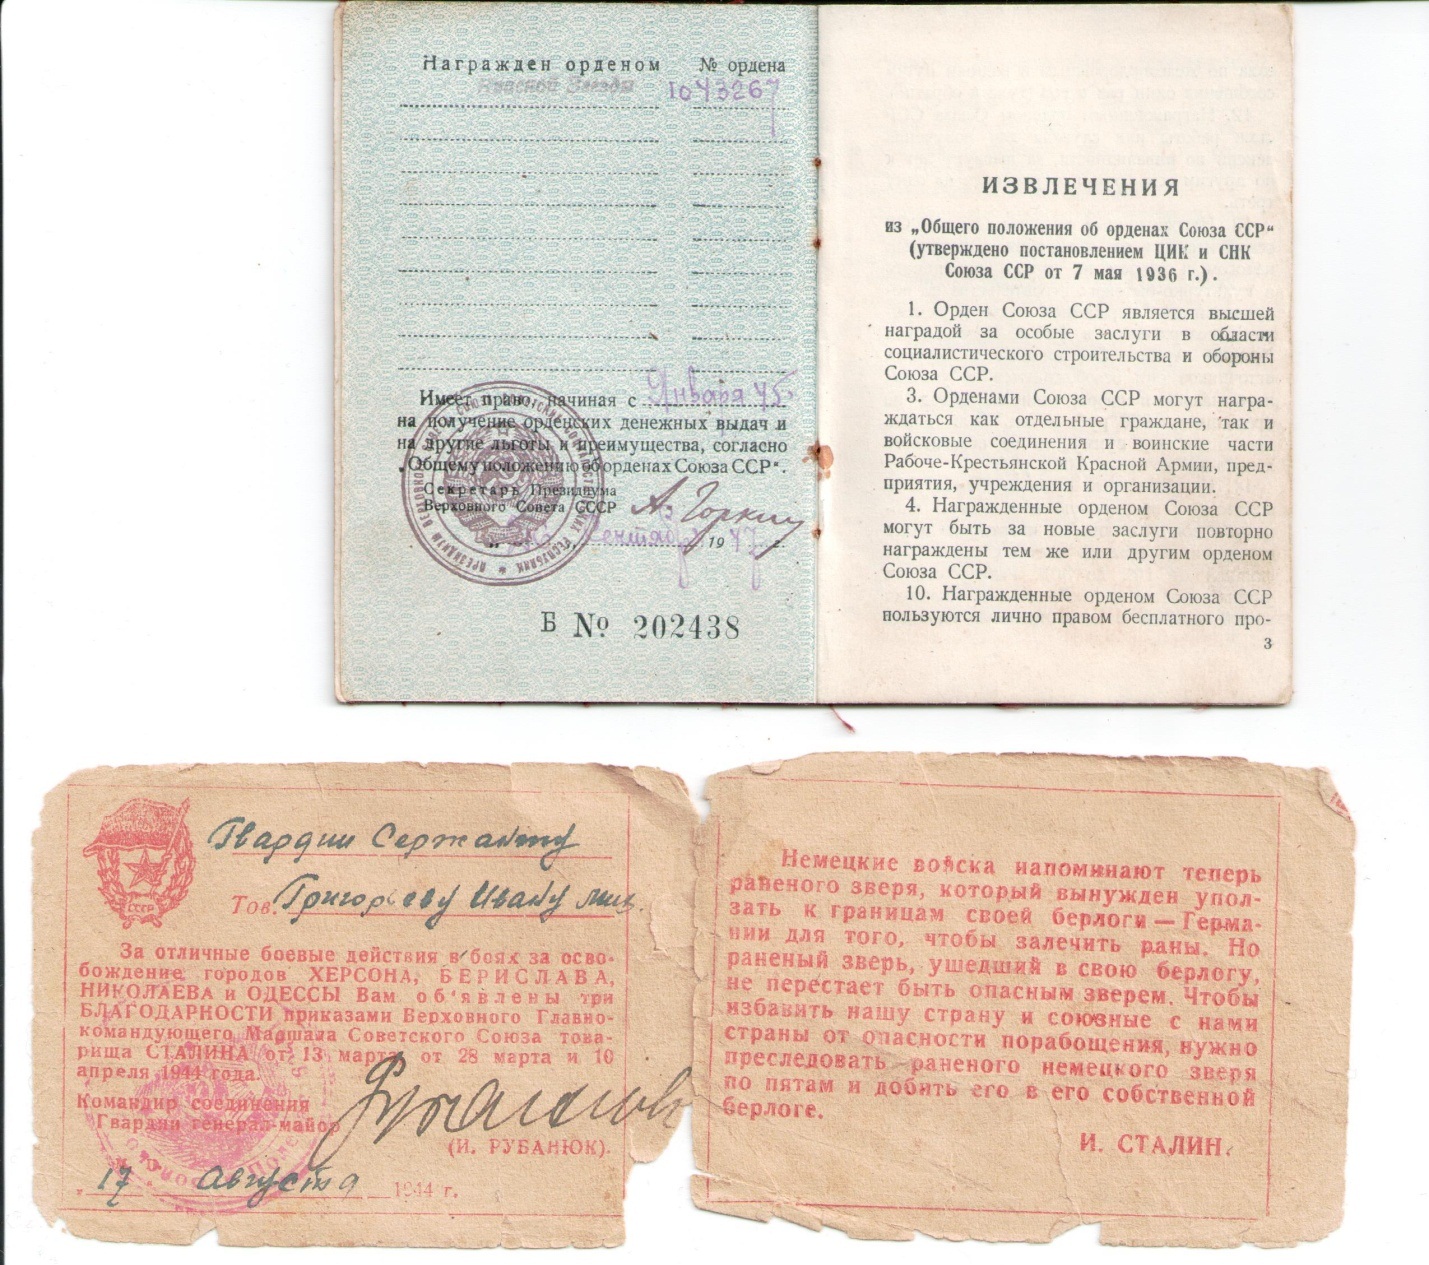 Награжден орденом № ордена
Красной Звезды 1043267
Имеет право, начиная с Января 45
на получение орденских денежных выдач и
на другие льготы и преимущества, согласно
„Общему положению об орденах Союза ССР“.
Секретарь Президиума
Верховного Совета СССР А. Горкин
Сентября 1947 г.
Б № 202438
ИЗВЛЕЧЕНИЯ
из „Общего положения об орденах Союза ССР“
(утверждено постановлением ЦИК и СНК
Союза ССР от 7 мая 1936 г.).
1. Орден Союза ССР является высшей
наградой за особые заслуги в области
социалистического строительства и обороны
Союза ССР.
3. Орденами Союза ССР могут награ-
ждаться как отдельные граждане, так и
войсковые соединения и воинские части
Рабоче-Крестьянской Красной Армии, пред-
приятия, учреждения и организации.
4. Награжденные орденом Союза ССР
могут быть за новые заслуги повторно
награждены тем же или другим орденом
Союза ССР.
10. Награжденные орденом Союза ССР
пользуются лично правом бесплатного про-
3
СССР
Гвардии Сержанту
Тов. Григорьеву Ивану Мих.
За отличные боевые действия в боях за осво-
бождение городов ХЕРСОНА, БЕРИСЛАВА,
НИКОЛАЕВА и ОДЕССЫ Вам об'явлены три
БЛАГОДАРНОСТИ приказами Верховного Главно-
командующего Маршала Советского Союза това-
рища СТАЛИНА от 13 марта, от 28 марта и 10
апреля 1944 года.
Командир соединения
Гвардии генерал-майор
(И. РУБАНЮК).
„17“ Августа 1944 г.
Немецкие войска напоминают теперь
раненого зверя, который вынужден упол-
зать к границам своей берлоги — Герма-
нии для того, чтобы залечить раны. Но
раненый зверь, ушедший в свою берлогу,
не перестает быть опасным зверем. Чтобы
избавить нашу страну и союзные с нами
страны от опасности порабощения, нужно
преследовать раненого немецкого зверя
по пятам и добить его в его собственной
берлоге.
И. СТАЛИН.